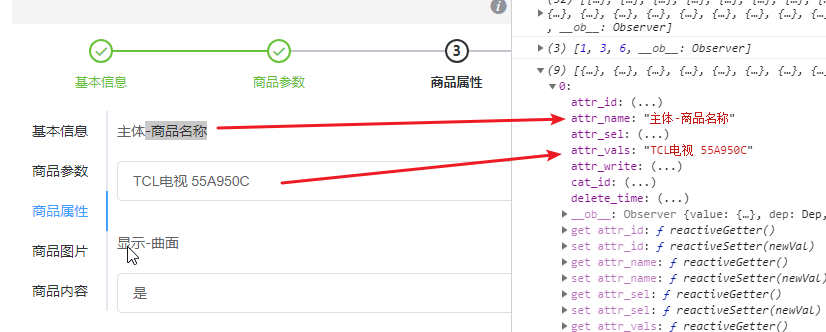 3
基本信息
商品参数
商品属性
基本信息
商品参数
商品属性
商品图片
商品内容
主体-商品名称
TCL电视 55A950C
显示-曲面
是
{…}, {…}, {…}, {…}, {…}, {…}, {…}, {…},
, __ob__: Observer]
(3) [1, 3, 6, __ob__: Observer]
(9) [{…}, {…}, {…}, {…}, {…}, {…}, {…},
0:
attr_id: (...)
attr_name: "主体-商品名称"
attr_sel: (...)
attr_vals: "TCL电视 55A950C"
attr_write: (...)
cat_id: (...)
delete_time: (...)
__ob__: Observer {value: {…}, dep: Dep,
get attr_id: ƒ reactiveGetter()
set attr_id: ƒ reactiveSetter(newVal)
get attr_name: ƒ reactiveGetter()
set attr_name: ƒ reactiveSetter(newVal)
get attr_sel: ƒ reactiveGetter()
set attr_sel: ƒ reactiveSetter(newVal)
get attr_vals: ƒ reactiveGetter()